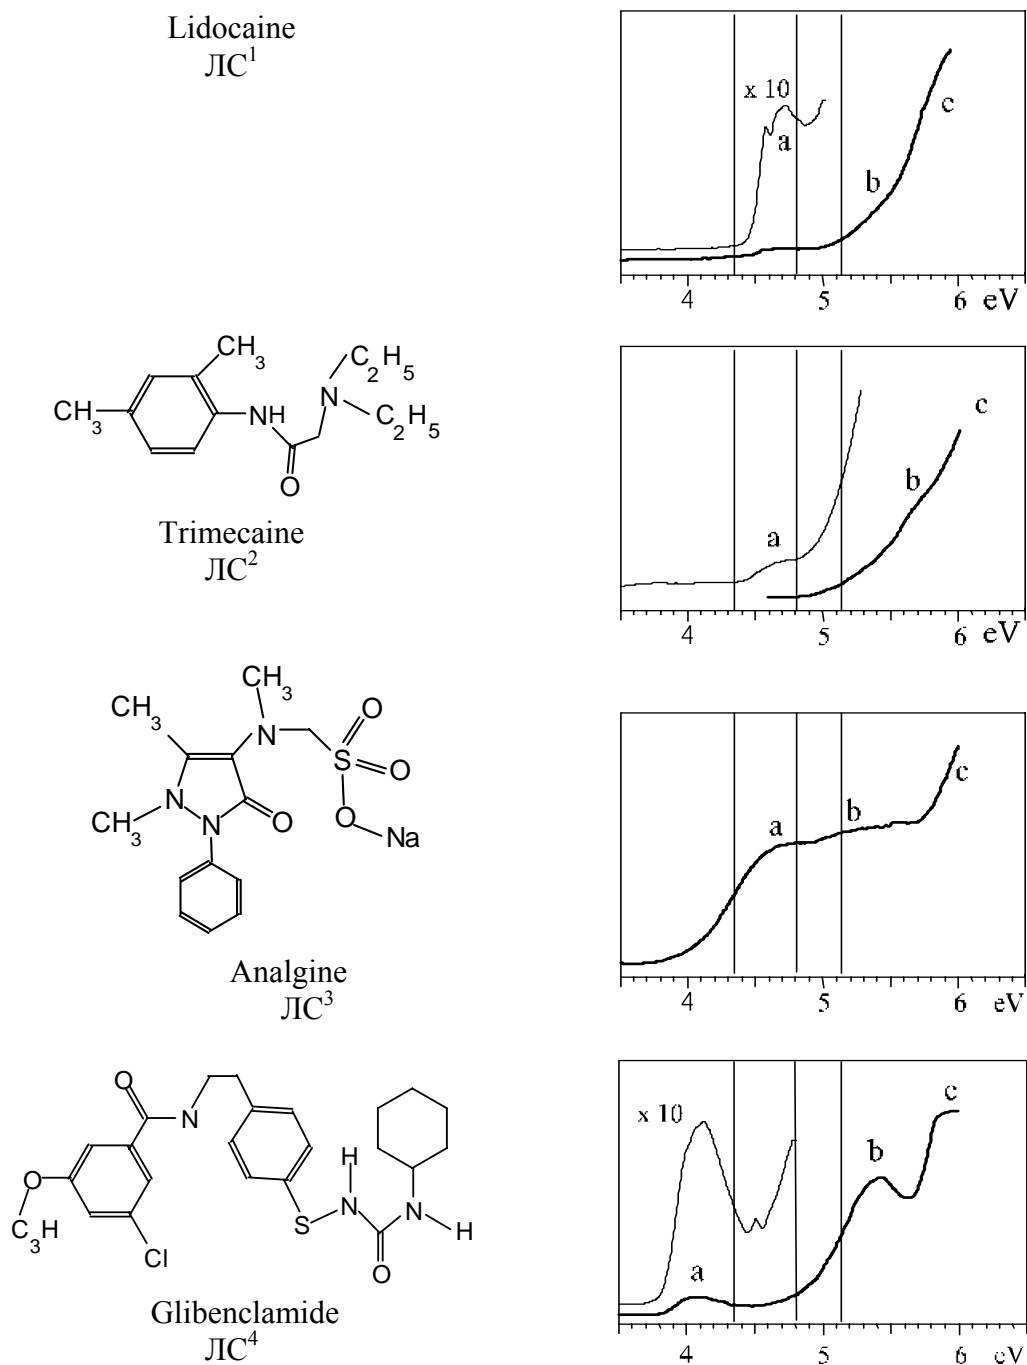 Lidocaine
ЛС1
x 10
a
b
c
4 5 6 eV
CH3
CH3
NH
O
N
C2H5
C2H5
Trimecaine
ЛС2
a
b
c
4 5 6 eV
CH3
CH3
CH3
N
N
N
O
S
O
O
O
Na
Analgine
ЛС3
a
b
c
4 5 6 eV
O
N
H
O
C3H
Cl
S
H
N
N
H
O
Glibenclamide
ЛС4
x 10
a
b
c
4 5 6 eV